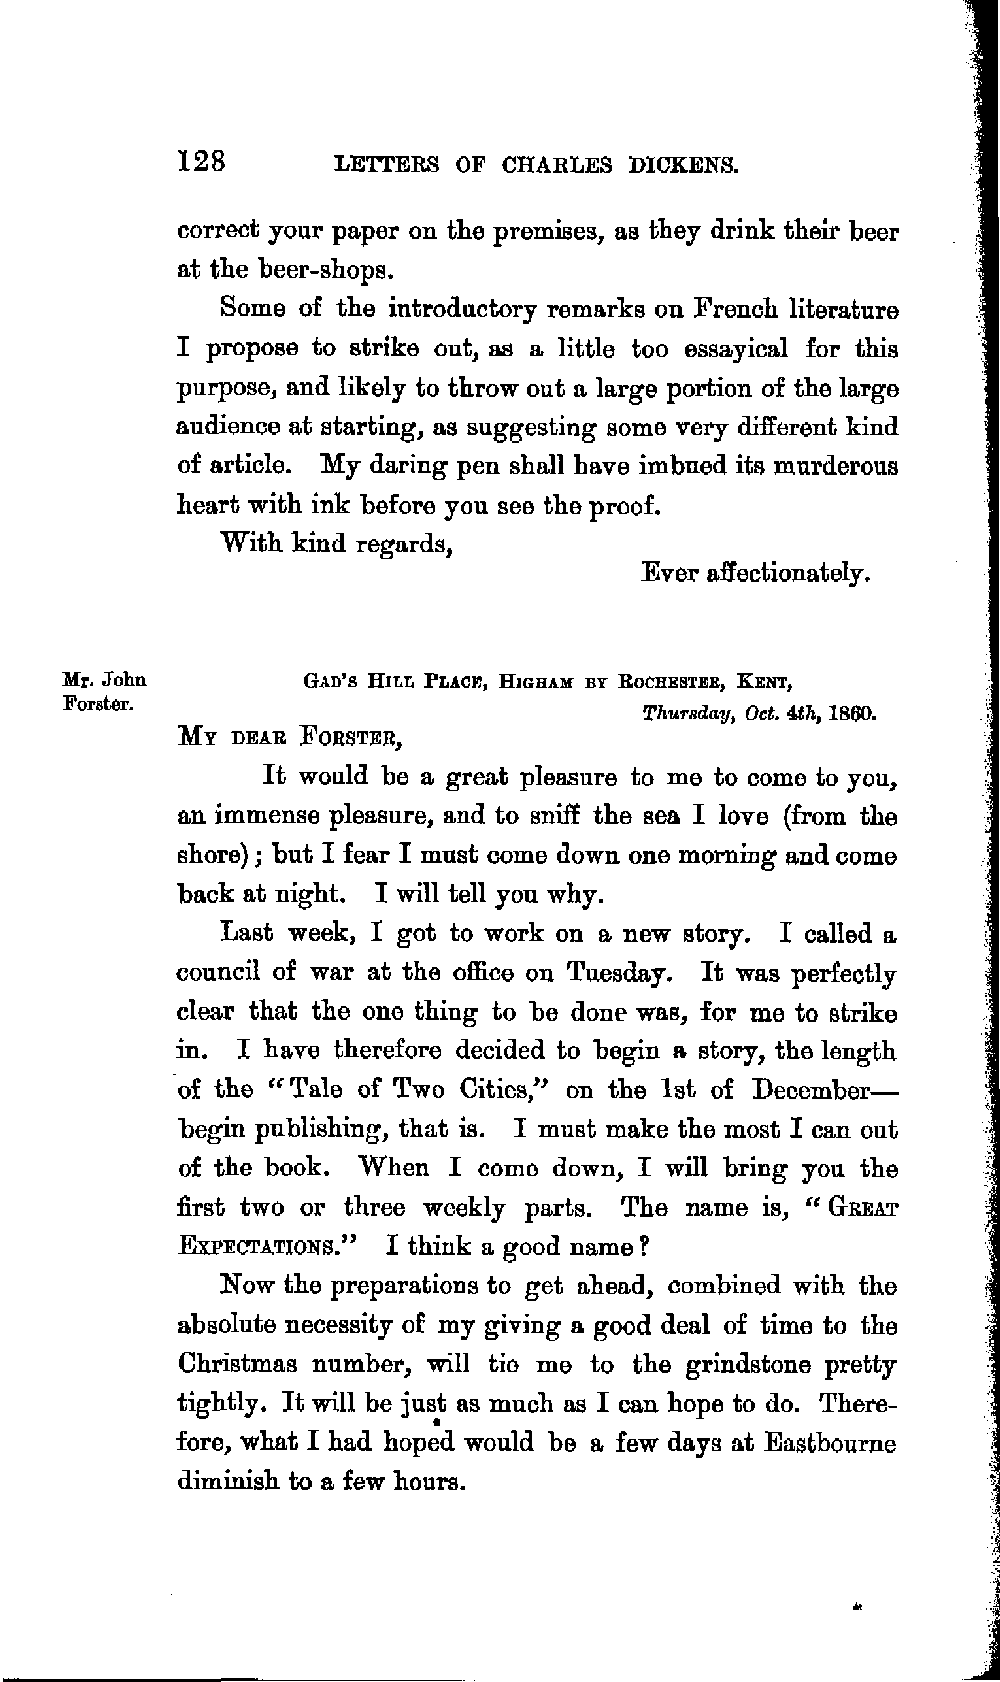 128 LETTERS OF CHARLES DICKENS.
correct your paper on the premises, as they drink their beer
at the beer-shops.
Some of the introductory remarks on French literature
I propose to strike out, as a little too essayical for this
purpose, and likely to throw out a large portion of the large
audience at starting, as suggesting some very different kind
of article. My daring pen shall have imbued its murderous
heart with ink before you see the proof.
With kind regards,
Ever affectionately.
Mr. John
Forster.
GAD'S HILL PLACE, HIGHAM BY ROCHESTER, KENT,
Thursday, Oct. 4th, 1860.
MY DEAR FORSTER,
It would be a great pleasure to me to come to you,
an immense pleasure, and to sniff the sea I love (from the
shore); but I fear I must come down one morning and come
back at night. I will tell you why.
Last week, I got to work on a new story. I called a
council of war at the office on Tuesday. It was perfectly
clear that the one thing to be done was, for me to strike
in. I have therefore decided to begin a story, the length
of the "Tale of Two Cities," on the 1st of December—
begin publishing, that is. I must make the most I can out
of the book. When I come down, I will bring you the
first two or three weekly parts. The name is, "GREAT
EXPECTATIONS." I think a good name?
Now the preparations to get ahead, combined with the
absolute necessity of my giving a good deal of time to the
Christmas number, will tie me to the grindstone pretty
tightly. It will be just as much as I can hope to do. There-
fore, what I had hoped would be a few days at Eastbourne
diminish to a few hours.